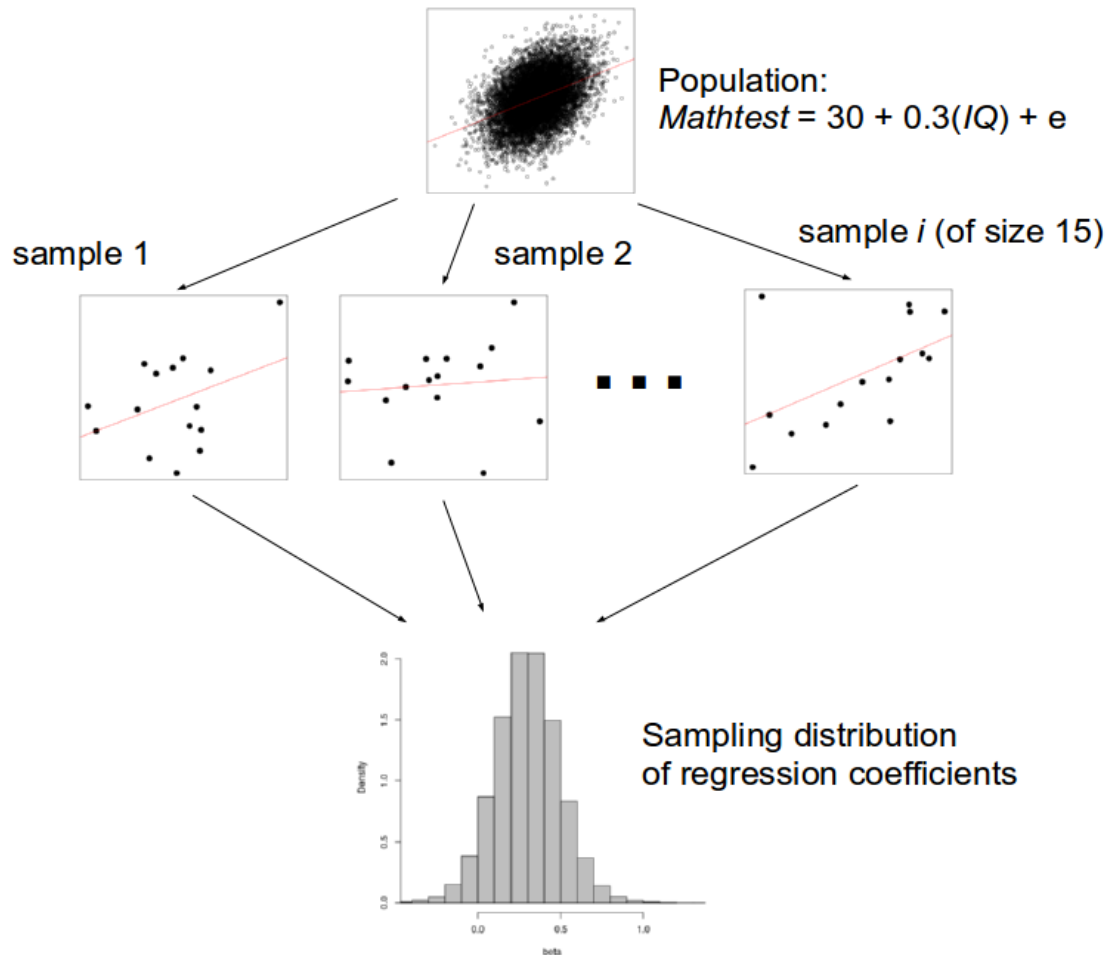 Population:
Mathtest = 30 + 0.3(IQ) + e
sample 1
sample 2
sample i (of size 15)
Sampling distribution
of regression coefficients
Density
0.0
0.5
1.0
1.5
2.0
0.0
0.5
1.0
beta